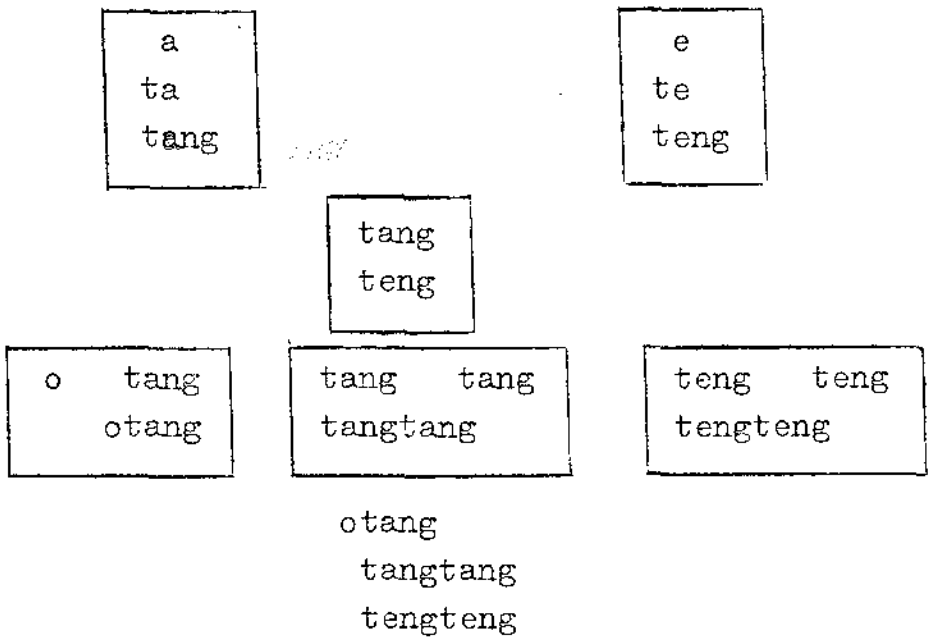 a
ta
tang
e
te
teng
tang
teng
o tang
otang
tang tang
tangtang
teng teng
tengteng
otang
tangtang
tengteng